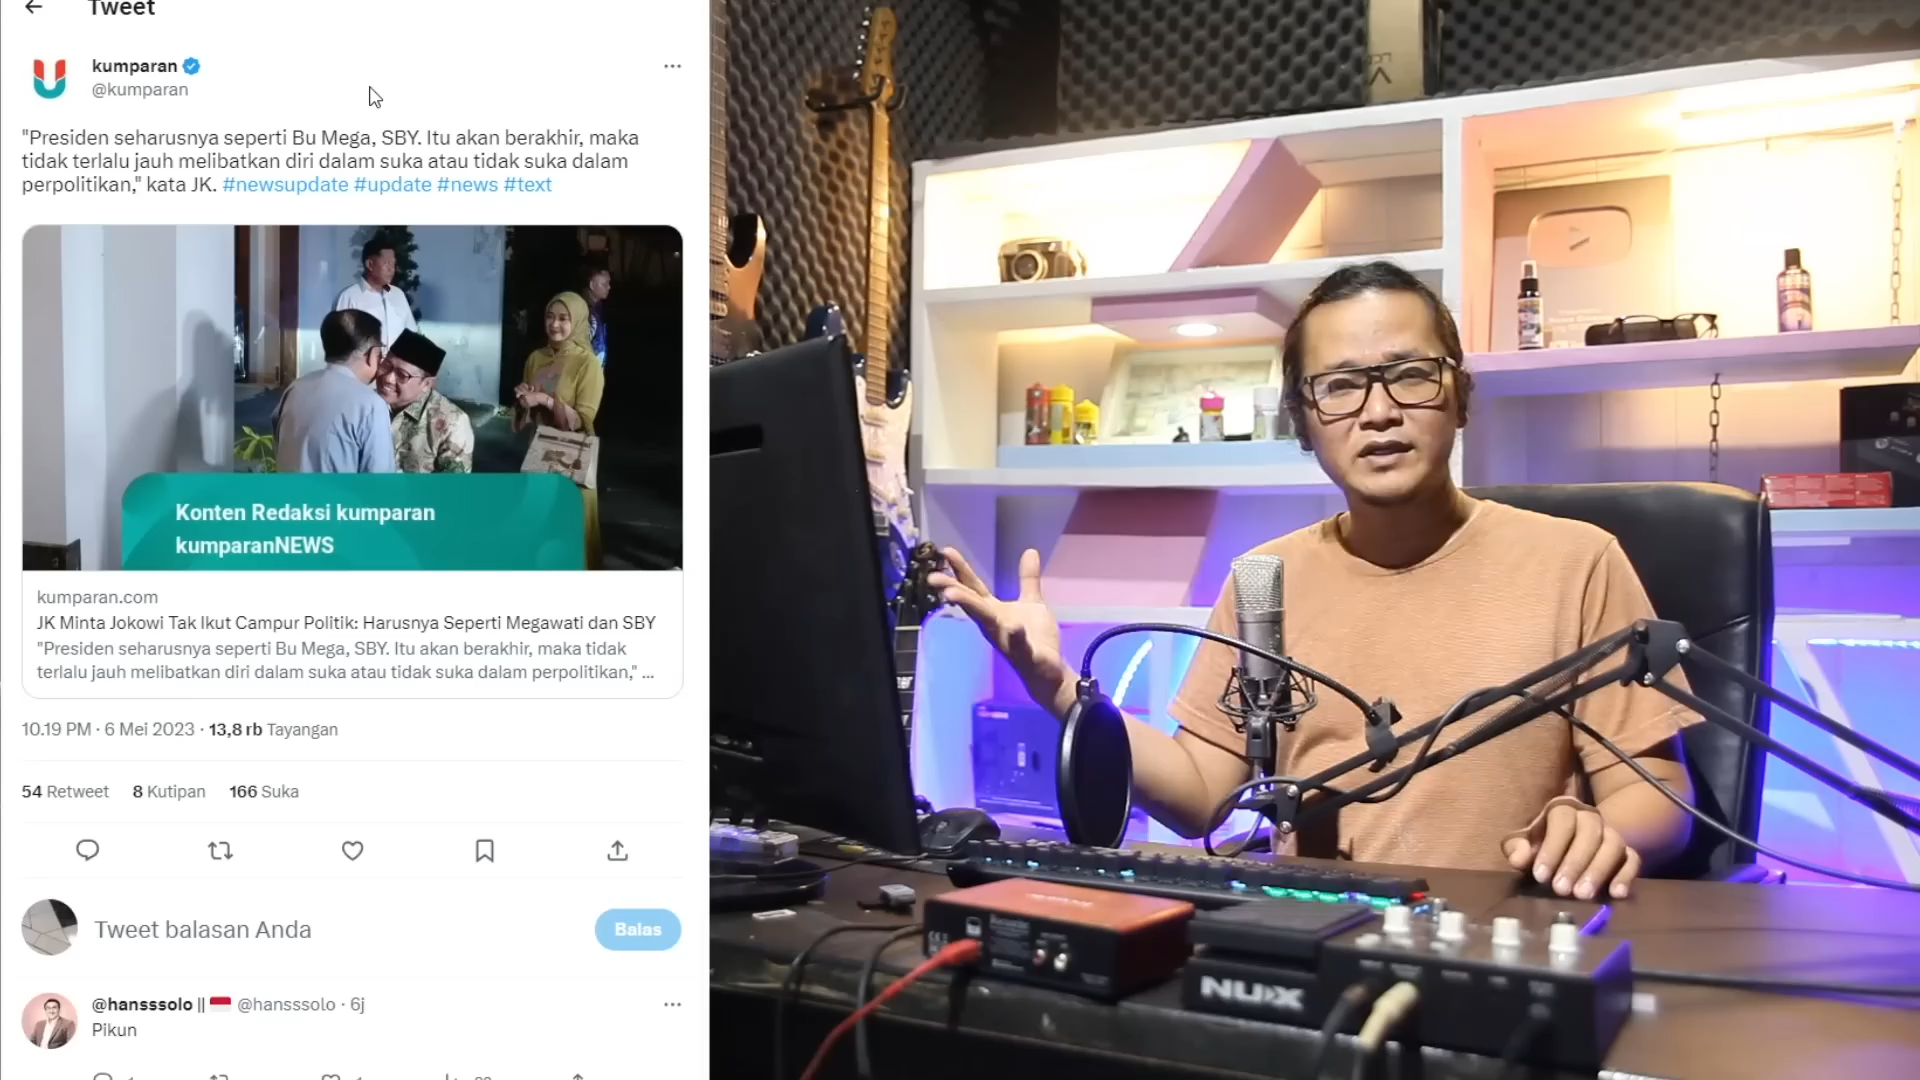 Tweet
kumparan
@kumparan
"Presiden seharusnya seperti Bu Mega, SBY. Itu akan berakhir, maka
tidak terlalu jauh melibatkan diri dalam suka atau tidak suka dalam
perpolitikan," kata JK. #newsupdate #update #news #text
Konten Redaksi kumparan
kumparanNEWS
kumparan.com
JK Minta Jokowi Tak Ikut Campur Politik: Harusnya Seperti Megawati dan SBY
"Presiden seharusnya seperti Bu Mega, SBY. Itu akan berakhir, maka tidak
terlalu jauh melibatkan diri dalam suka atau tidak suka dalam perpolitikan," ...
10.19 PM · 6 Mei 2023 · 13,8 rb Tayangan
54 Retweet 8 Kutipan 166 Suka
Tweet balasan Anda
Balas
@hansssolo || @hansssolo · 6j
Pikun
NUX